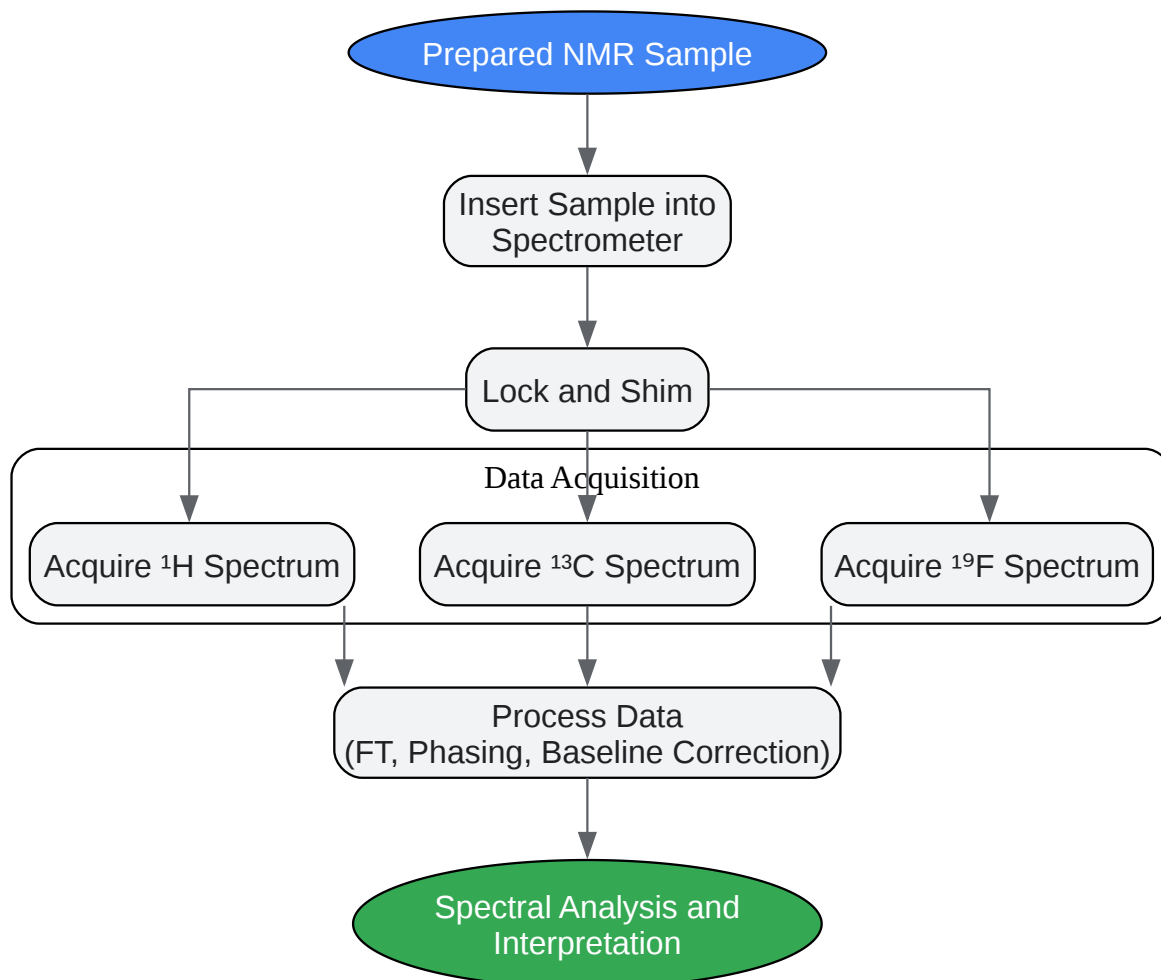 Prepared NMR Sample
Insert Sample into
Spectrometer
Lock and Shim
Data Acquisition
Acquire ¹H Spectrum
Acquire ¹³C Spectrum
Acquire ¹⁹F Spectrum
Process Data
(FT, Phasing, Baseline Correction)
Spectral Analysis and
Interpretation